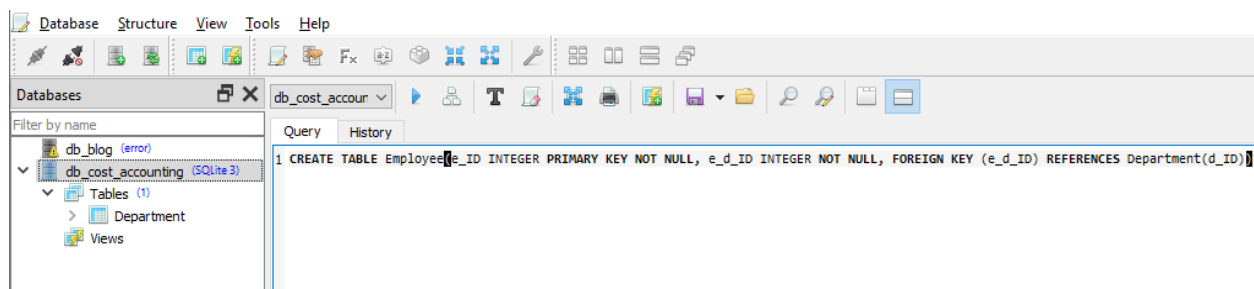 Database Structure View Tools Help
Databases
db_cost_accour
Filter by name
Query History
db_blog (error)
db_cost_accounting (SQLite 3)
Tables (1)
Department
Views
1 CREATE TABLE Employee(e_ID INTEGER PRIMARY KEY NOT NULL, e_d_ID INTEGER NOT NULL, FOREIGN KEY (e_d_ID) REFERENCES Department(d_ID))